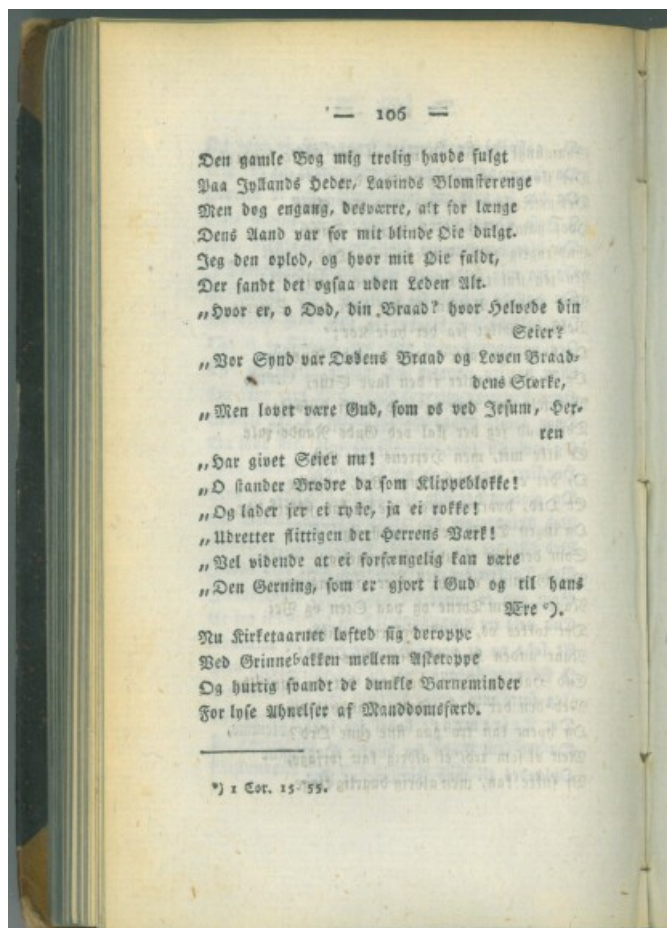 — 106 —
Den gamle Bog mig trolig havde fulgt
Paa Jyllands Heder, Lavinds Blomsterenge
Men dog engang, desværre, alt for længe
Dens Aand var for mit blinde Øie dulgt.
Jeg den oplod, og hvor mit Øie faldt,
Der fandt det ogsaa uden Leden Alt.
„Hvor er, o Død, din Braad? hvor Helvede din
Seier?
„Vor Synd var Dødens Braad og Loven Braad-
dens Størke,
„Men lovet være Gud, som os ved Jesum, Her-
ren
„Har givet Seier nu!
„O stander Brødre da som Klippeblokke!
„Og lader jer ei ryste, ja ei rokke!
„Udretter flittigen det Herrens Værk!
„Vel vidende at ei forfængelig kan være
„Den Gerning, som er gjort i Gud og til hans
Ære *).
Nu Kirketaarnet løfted sig deroppe
Ved Grinnebakken mellem Asketoppe
Og hurtig svandt de dunkle Barneminder
For lyse Ahnelser af Manddomsfærd.
*) 1 Cor. 15-55.